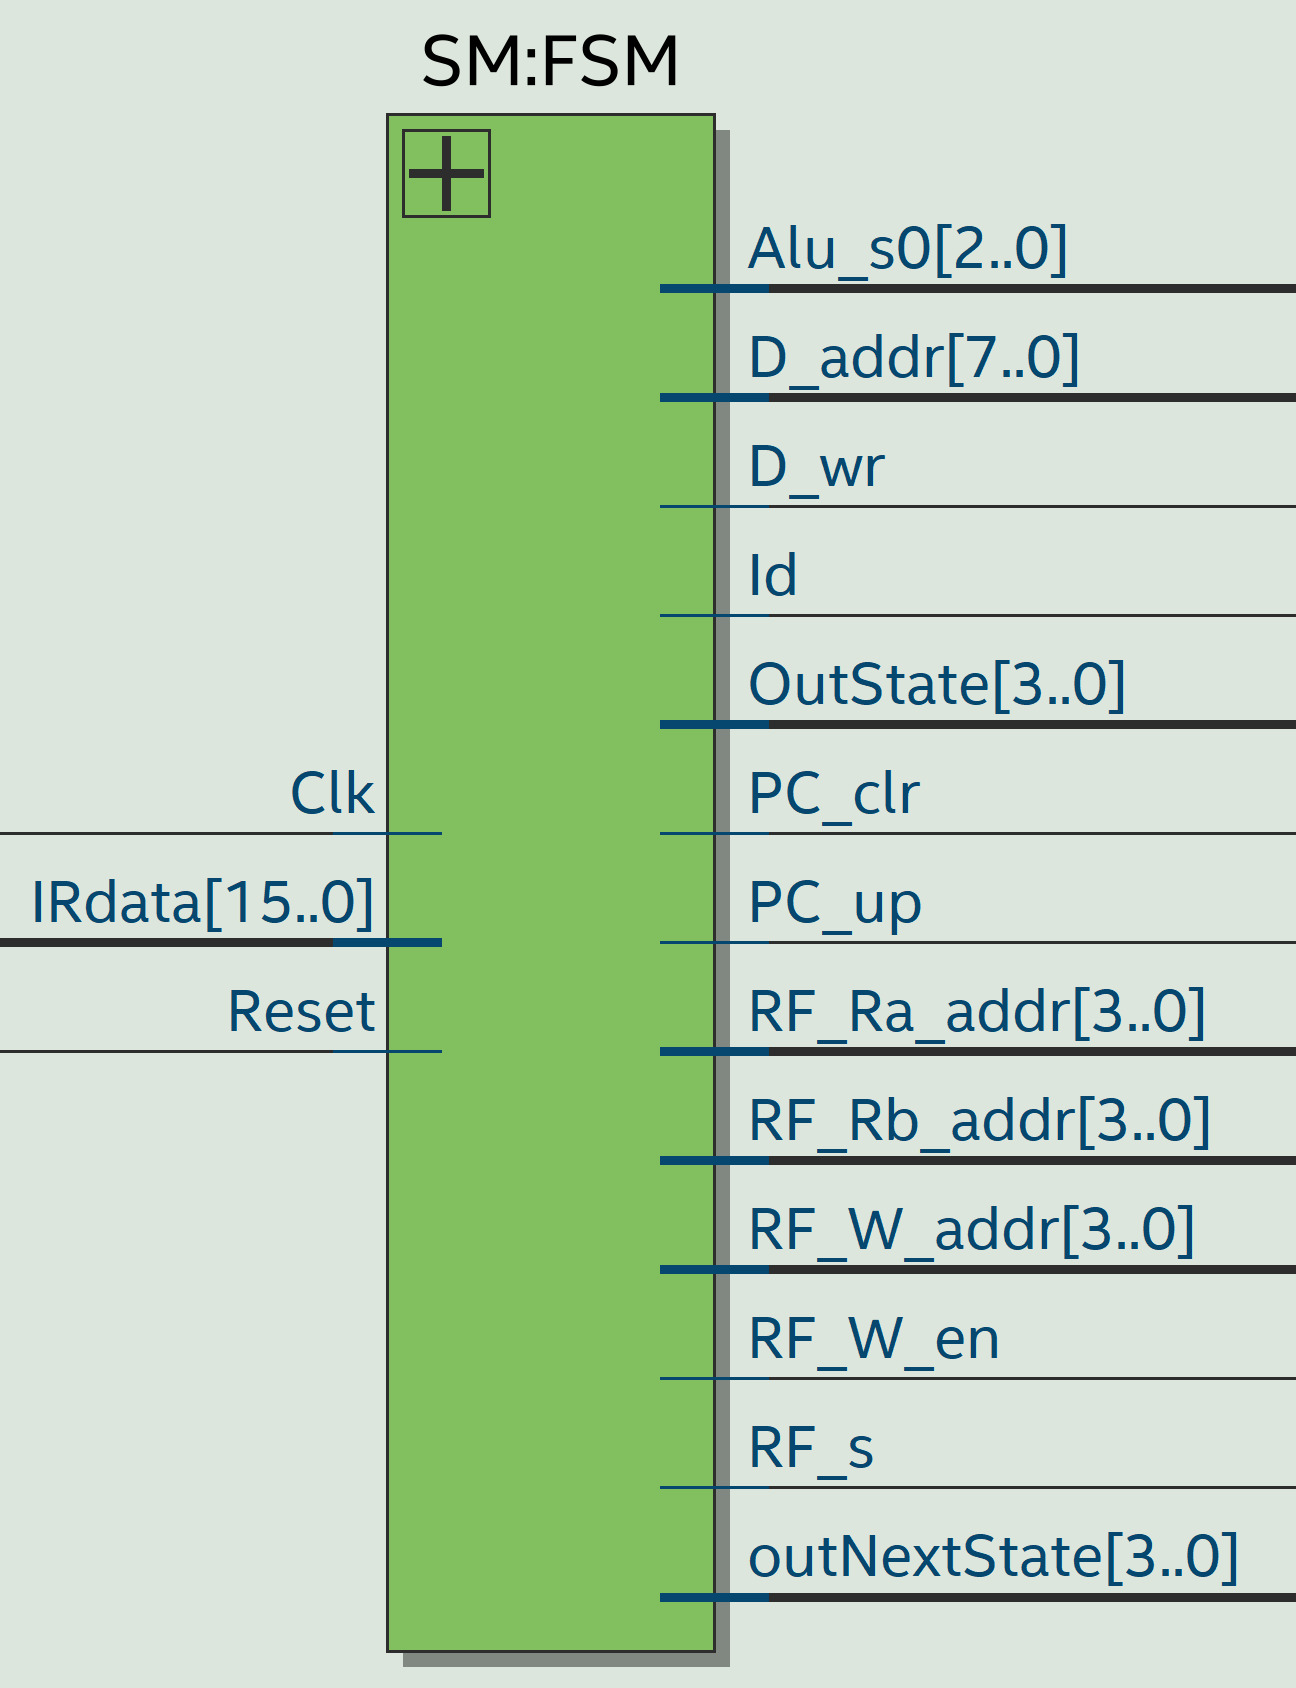 SM:FSM
Alu_s0[2..0]
D_addr[7..0]
D_wr
Id
OutState[3..0]
Clk
PC_clr
IRdata[15..0]
PC_up
Reset
RF_Ra_addr[3..0]
RF_Rb_addr[3..0]
RF_W_addr[3..0]
RF_W_en
RF_s
outNextState[3..0]